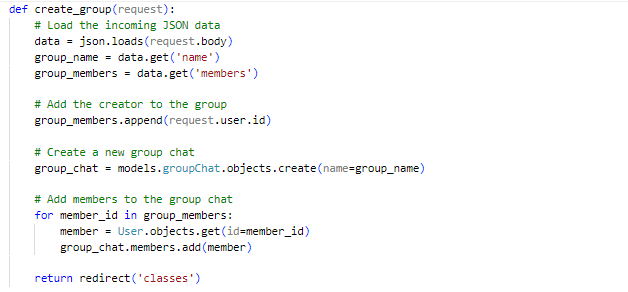 def create_group(request):
    # Load the incoming JSON data
    data = json.loads(request.body)
    group_name = data.get('name')
    group_members = data.get('members')

    # Add the creator to the group
    group_members.append(request.user.id)

    # Create a new group chat
    group_chat = models.groupChat.objects.create(name=group_name)

    # Add members to the group chat
    for member_id in group_members:
        member = User.objects.get(id=member_id)
        group_chat.members.add(member)

    return redirect('classes')